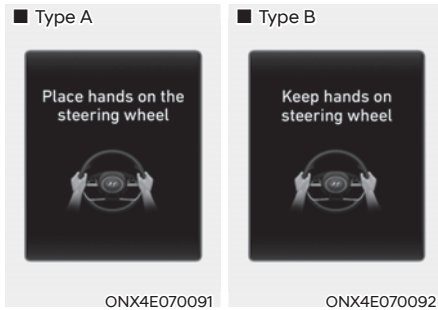 ■ Type A
Place hands on the
steering wheel
ONX4E070091
■ Type B
Keep hands on
steering wheel
ONX4E070092